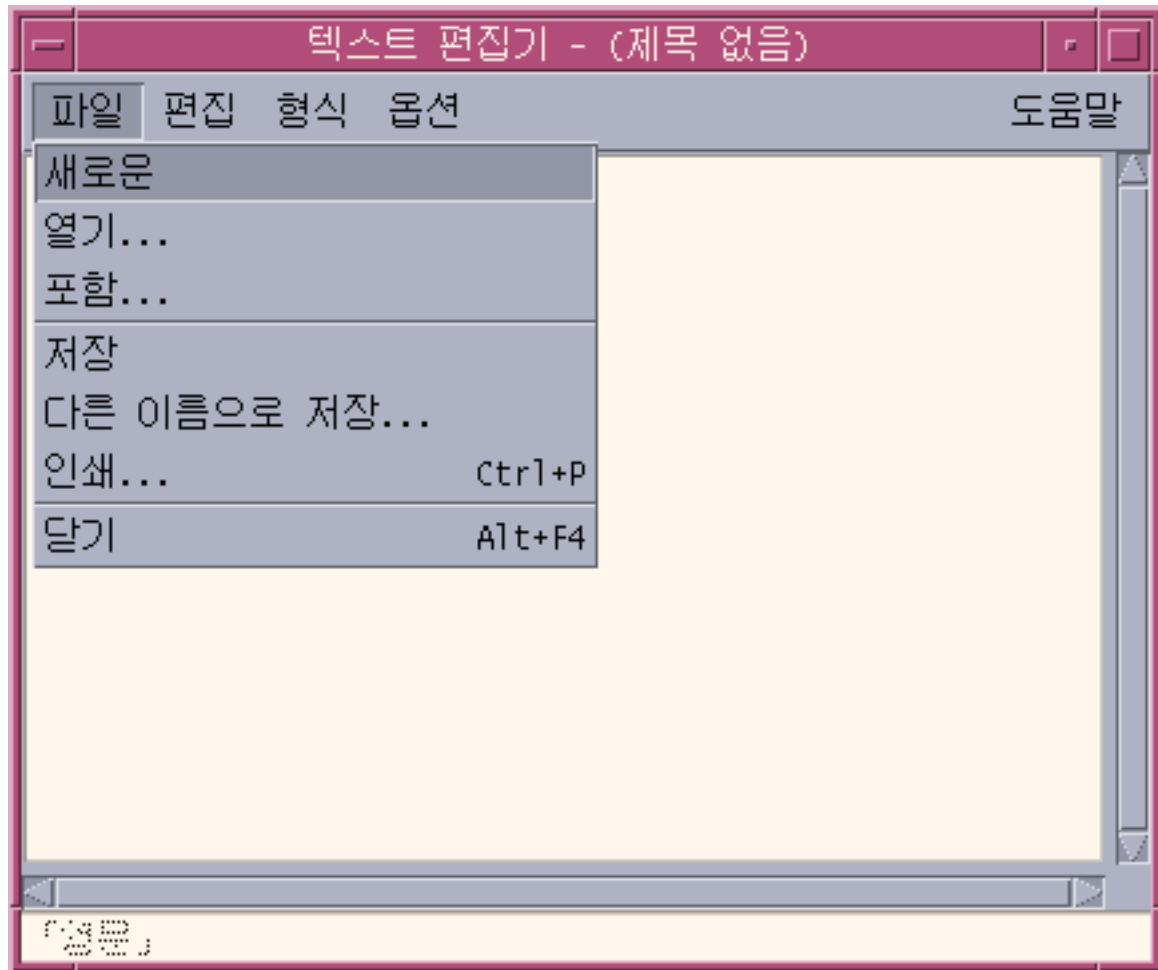 텍스트 편집기 - (제목 없음)
파일 편집 형식 옵션 도움말
새로운
열기...
포함...
저장
다른 이름으로 저장...
인쇄... Ctrl+P
닫기 Alt+F4
「영문」